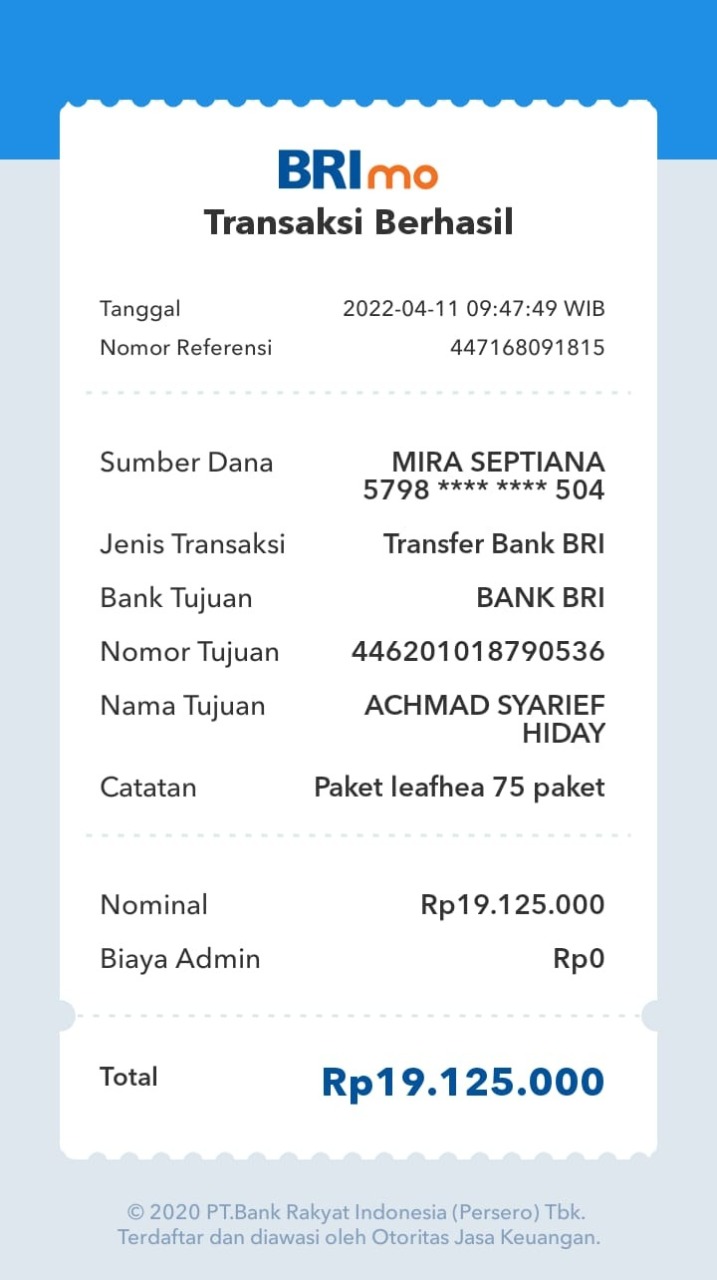 BRImo
Transaksi Berhasil
Tanggal 2022-04-11 09:47:49 WIB
Nomor Referensi 447168091815
Sumber Dana MIRA SEPTIANA
5798 **** **** 504
Jenis Transaksi Transfer Bank BRI
Bank Tujuan BANK BRI
Nomor Tujuan 446201018790536
Nama Tujuan ACHMAD SYARIEF
HIDAY
Catatan Paket leafhea 75 paket
Nominal Rp19.125.000
Biaya Admin Rp0
Total Rp19.125.000
© 2020 PT.Bank Rakyat Indonesia (Persero) Tbk.
Terdaftar dan diawasi oleh Otoritas Jasa Keuangan.